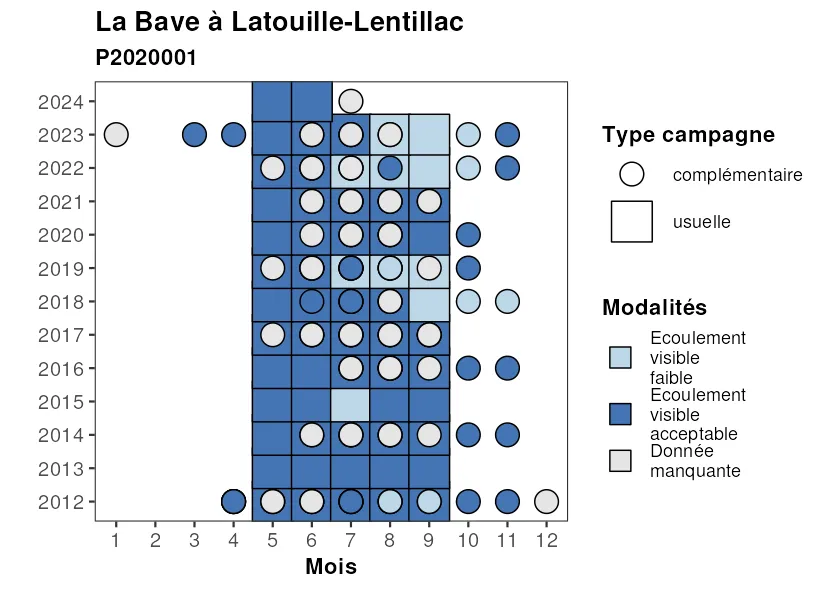 La Bave à Latouille-Lentillac
P2020001
2024
2023
2022
2021
2020
2019
2018
2017
2016
2015
2014
2013
2012
1 2 3 4 5 6 7 8 9 10 11 12
Mois
Type campagne
complémentaire
usuelle
Modalités
Ecoulement
visible
faible
Ecoulement
visible
acceptable
Donnée
manquante